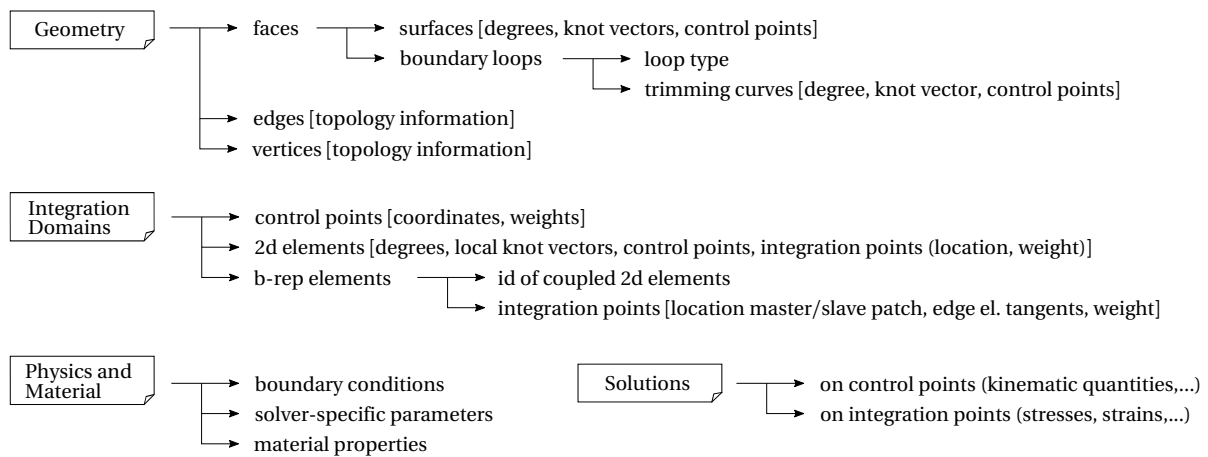 Geometry
faces
surfaces [degrees, knot vectors, control points]
boundary loops
loop type
trimming curves [degree, knot vector, control points]
edges [topology information]
vertices [topology information]
Integration
Domains
control points [coordinates, weights]
2d elements [degrees, local knot vectors, control points, integration points (location, weight)]
b-rep elements
id of coupled 2d elements
integration points [location master/slave patch, edge el. tangents, weight]
Physics and
Material
boundary conditions
solver-specific parameters
material properties
Solutions
on control points (kinematic quantities,...)
on integration points (stresses, strains,...)